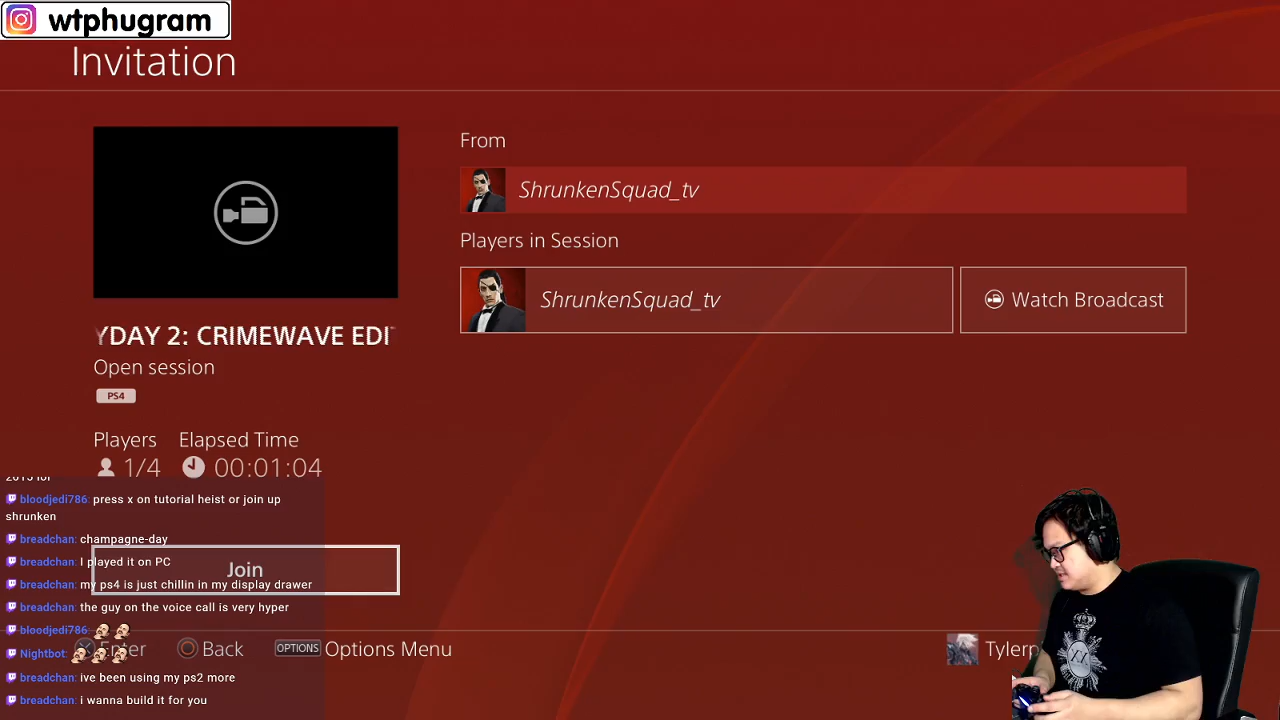 wtphugram
Invitation
From
ShrunkenSquad_tv
Players in Session
ShrunkenSquad_tv
Watch Broadcast
YDAY 2: CRIMEWAVE EDI
Open session
PS4
Players Elapsed Time
1/4 00:01:04
bloodjedi786: press x on tutorial heist or join up
shrunken
breadchan: champagne-day
breadchan: I played it on PC
Join
breadchan: my ps4 is just chillin in my display drawer
breadchan: the guy on the voice call is very hyper
bloodjedi786:
Nightbot:
Enter Back OPTIONS Options Menu
breadchan: ive been using my ps2 more
breadchan: i wanna build it for you